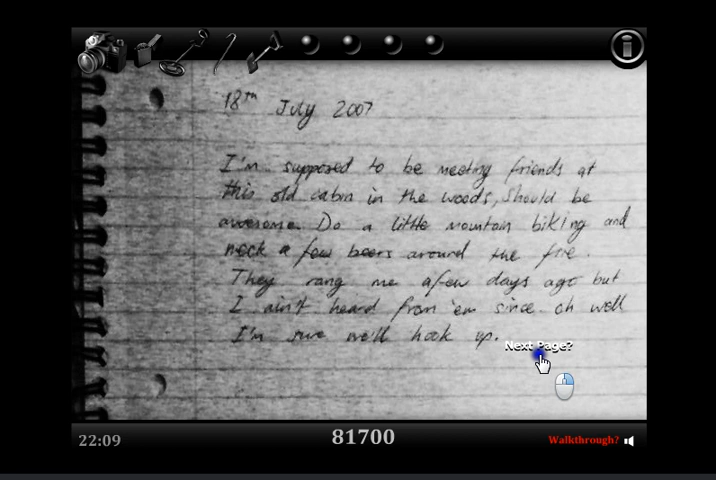 18th July 2007
I'm supposed to be meeting friends at
this old cabin in the woods, Should be
awesome. Do a little mountain biking and
neck a few beers around the frie.
They rang me afew days ago but
I ain't heard from 'em since. oh well
I'm sure we'll hook up.
Next Page?
22:09
81700
Walkthrough?